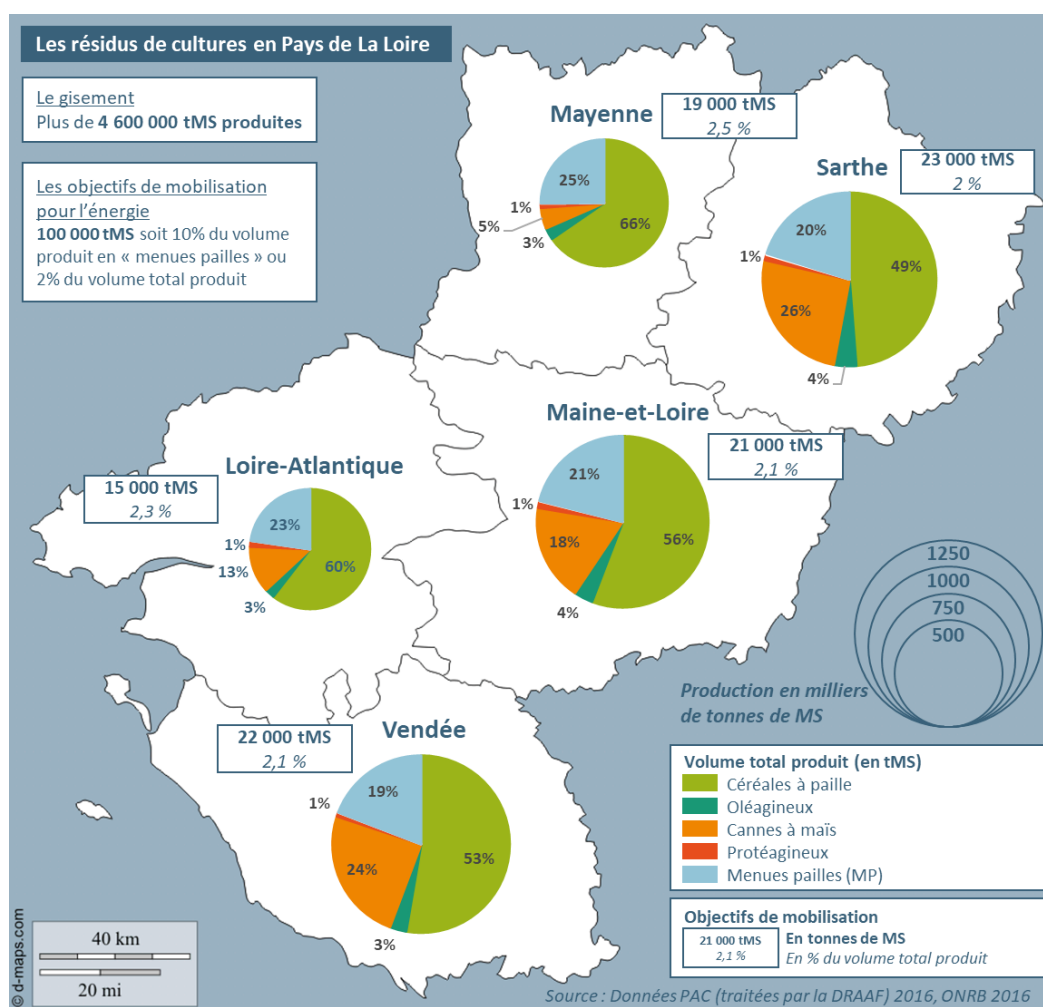 Les résidus de cultures en Pays de La Loire
Le gisement
Plus de 4 600 000 tMS produites
Les objectifs de mobilisation
pour l'énergie
100 000 tMS soit 10% du volume
produit en « menues pailles » ou
2% du volume total produit
Mayenne
19 000 tMS
2,5 %
25%
1%
5%
3%
66%
Sarthe
23 000 tMS
2 %
20%
1%
49%
26%
4%
Maine-et-Loire
21 000 tMS
2,1 %
21%
1%
18%
56%
4%
Loire-Atlantique
15 000 tMS
2,3 %
23%
1%
13%
60%
3%
Vendée
22 000 tMS
2,1 %
19%
1%
53%
24%
3%
1250
1000
750
500
Production en milliers
de tonnes de MS
Volume total produit (en tMS)
Céréales à paille
Oléagineux
Cannes à maïs
Protéagineux
Menues pailles (MP)
Objectifs de mobilisation
21 000 tMS
2,1 %
En tonnes de MS
En % du volume total produit
40 km
20 mi
© d-maps.com
Source : Données PAC (traitées par la DRAAF) 2016, ONRB 2016